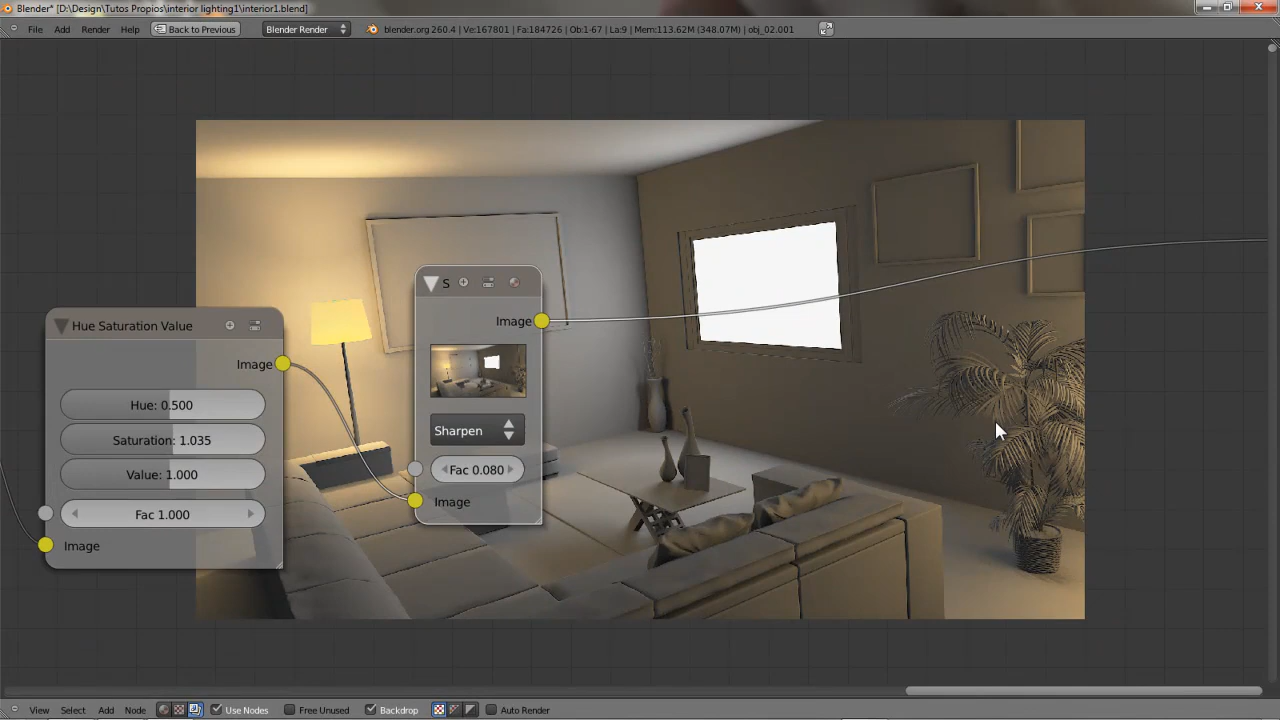 Blender* [D:\Design\Tutos Propios\interior lighting1\interior1.blend]
File Add Render Help Back to Previous Blender Render blender.org 260.4 | Ve:167801 | Fa:184726 | Ob:1-67 | La:9 | Mem:113.62M (348.07M) | obj_02.001
S
Image
Sharpen
Fac 0.080
Image
Hue Saturation Value
Image
Hue: 0.500
Saturation: 1.035
Value: 1.000
Fac 1.000
Image
View Select Add Node Use Nodes Free Unused Backdrop Auto Render